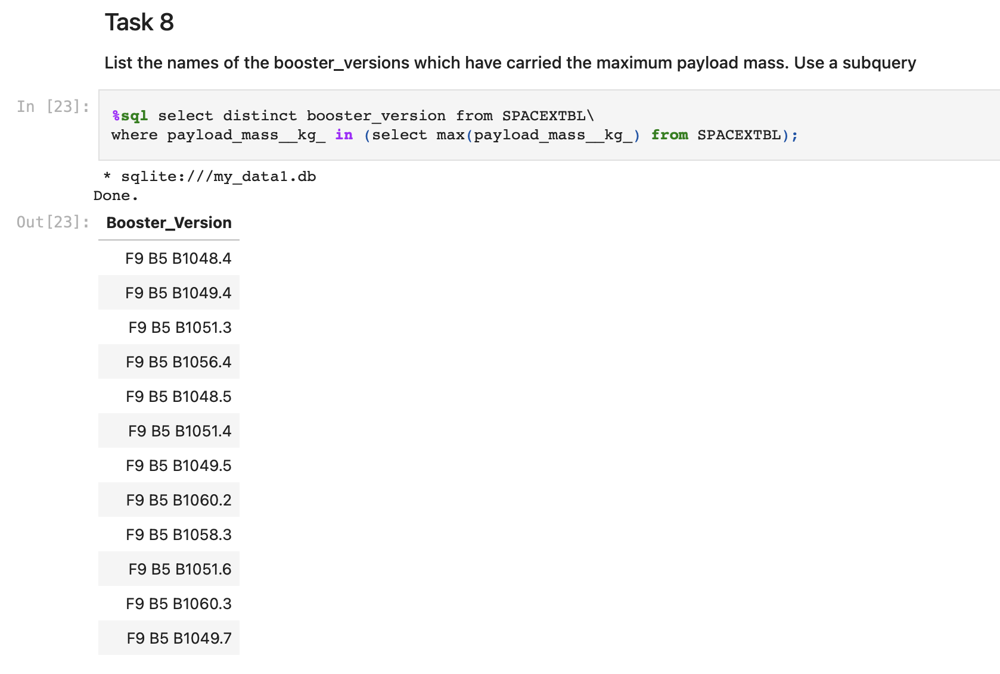 Task 8
List the names of the booster_versions which have carried the maximum payload mass. Use a subquery
In [23]:
%sql select distinct booster_version from SPACEXTBL\
where payload_mass__kg_ in (select max(payload_mass__kg_) from SPACEXTBL);
* sqlite:///my_data1.db
Done.
Out[23]:
Booster_Version
F9 B5 B1048.4
F9 B5 B1049.4
F9 B5 B1051.3
F9 B5 B1056.4
F9 B5 B1048.5
F9 B5 B1051.4
F9 B5 B1049.5
F9 B5 B1060.2
F9 B5 B1058.3
F9 B5 B1051.6
F9 B5 B1060.3
F9 B5 B1049.7